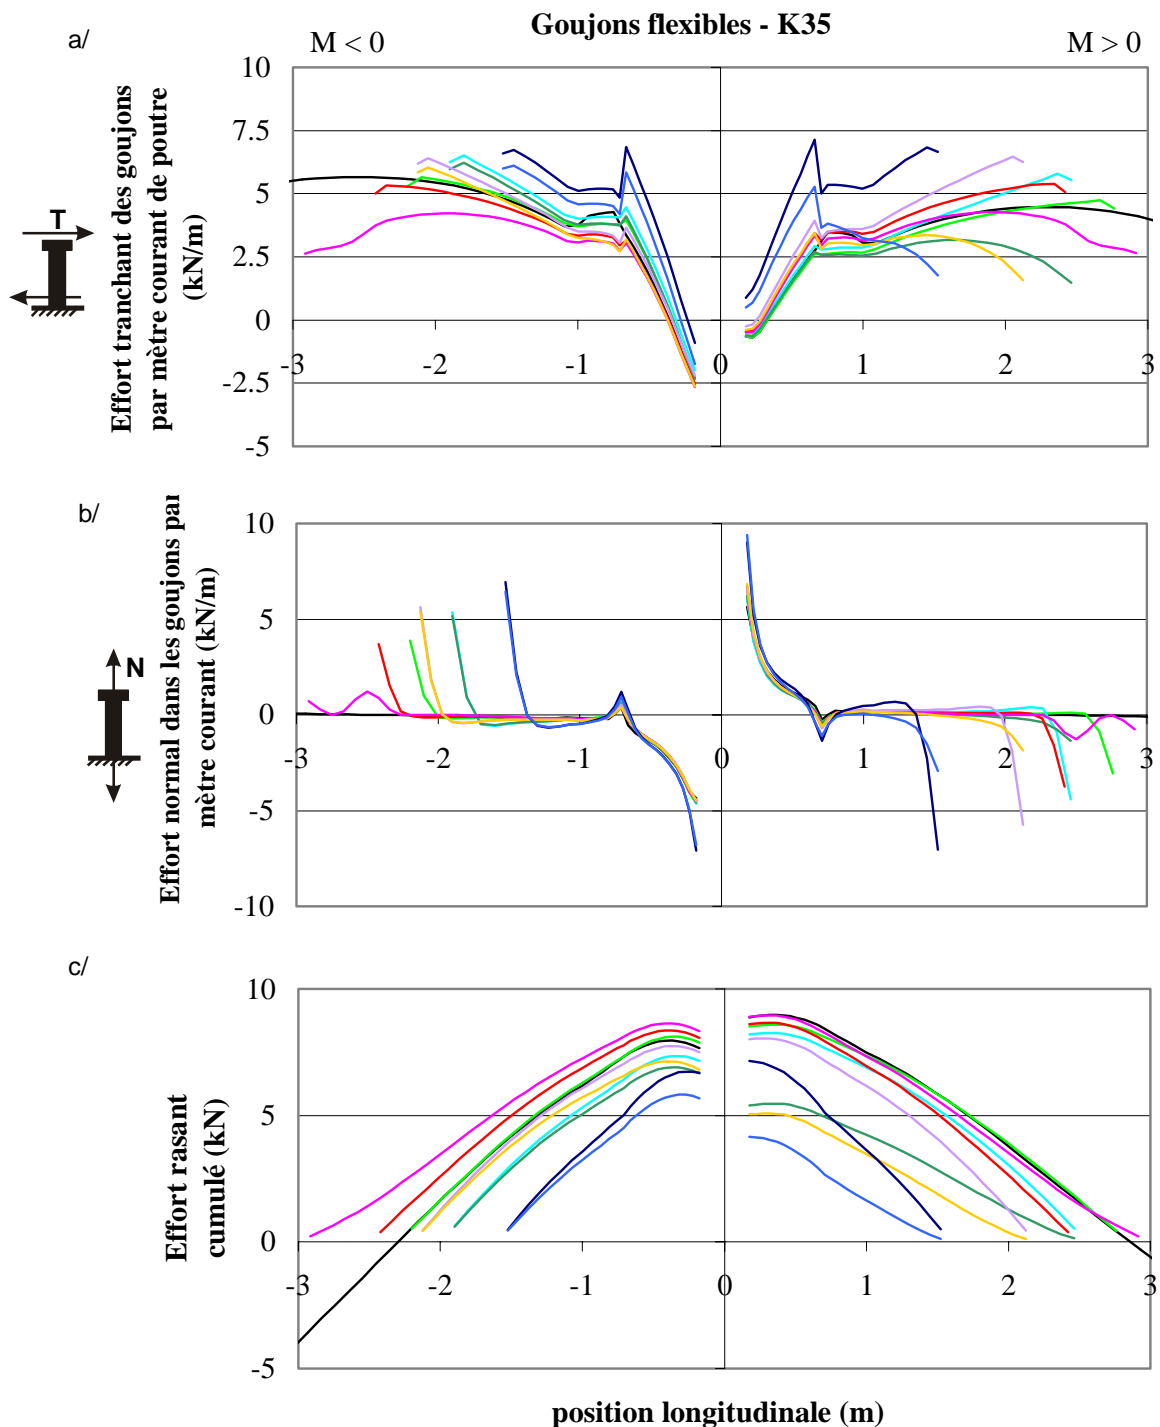 Goujons flexibles - K35
a/
M < 0
M > 0
Effort tranchant des goujons
par mètre courant de poutre
(kN/m)
T
10
7.5
5
2.5
0
-2.5
-5
-3
-2
-1
0
1
2
3
b/
Effort normal dans les goujons par
mètre courant (kN/m)
N
10
5
0
-5
-10
-3
-2
-1
0
1
2
3
c/
Effort rasant
cumulé (kN)
10
5
0
-5
-3
-2
-1
0
1
2
3
position longitudinale (m)